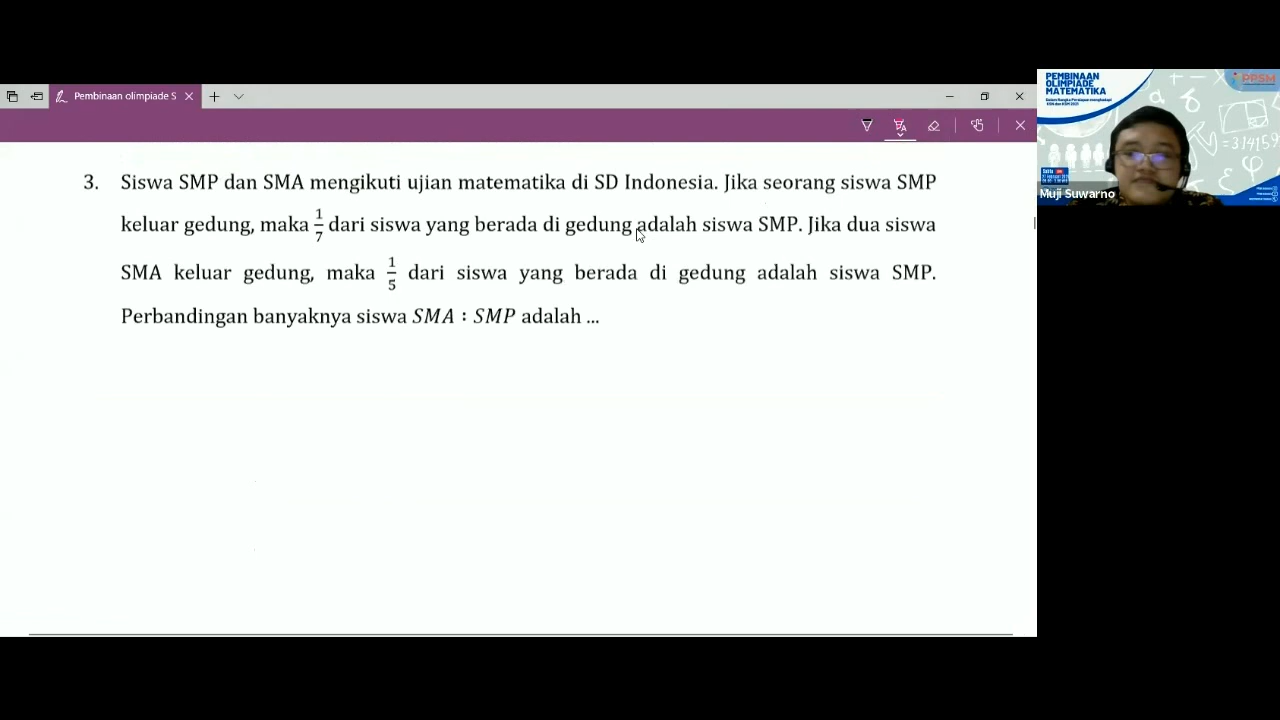 Pembinaan olimpiade S
PEMBINAAN
OLIMPIADE
MATEMATIKA
PPSM
=314159
Muji Suwarno
3. Siswa SMP dan SMA mengikuti ujian matematika di SD Indonesia. Jika seorang siswa SMP
keluar gedung, maka 1/7 dari siswa yang berada di gedung adalah siswa SMP. Jika dua siswa
SMA keluar gedung, maka 1/5 dari siswa yang berada di gedung adalah siswa SMP.
Perbandingan banyaknya siswa SMA : SMP adalah ...